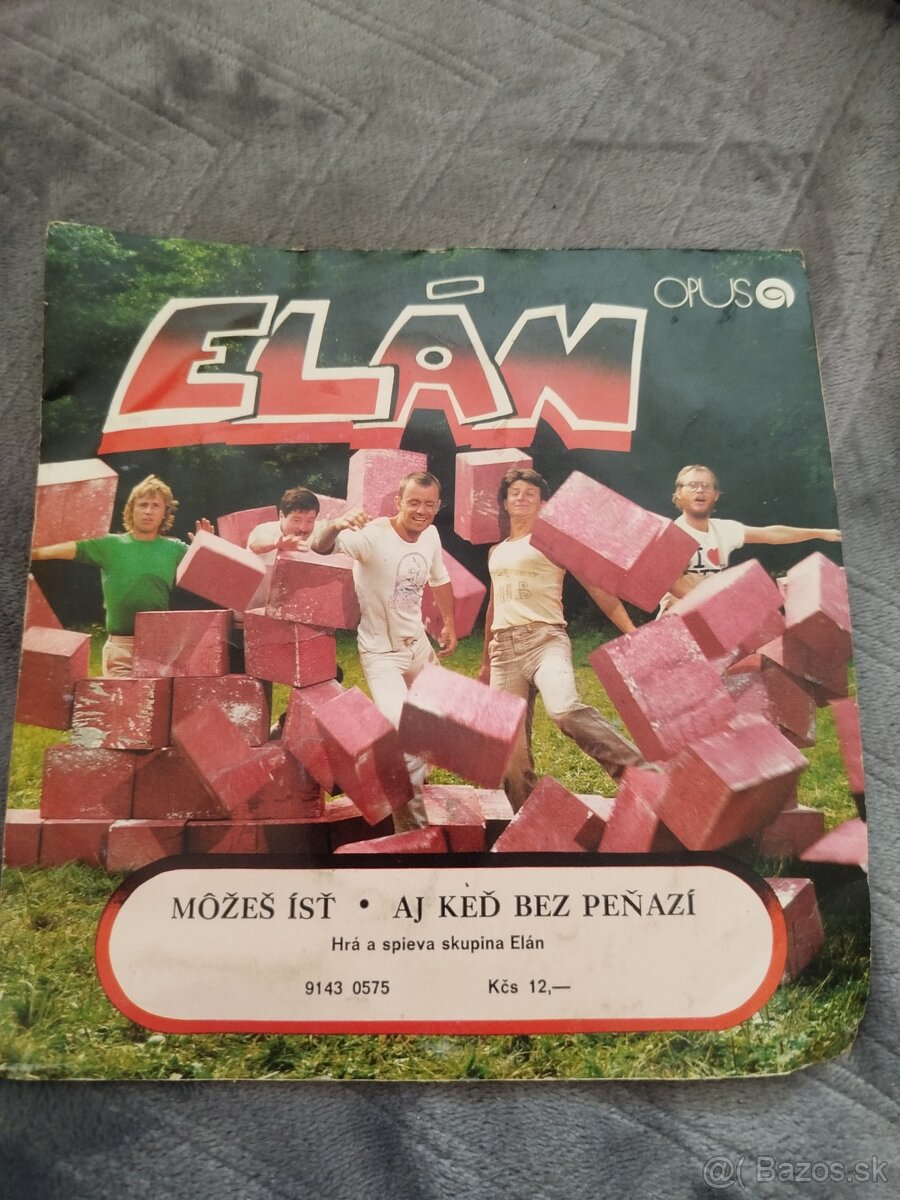 ELÁN
OPUS
MÔŽEŠ ÍSŤ • AJ KEĎ BEZ PEŇAZÍ
Hrá a spieva skupina Elán
9143 0575 Kčs 12,—
@( Bazos.sk